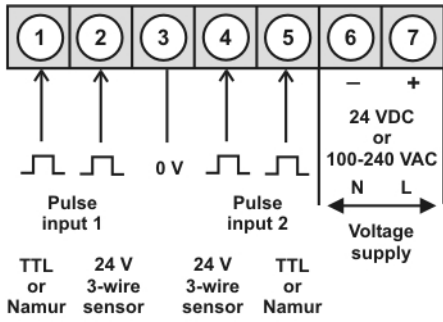 1 2 3 4 5 6 7
− +
24 VDC
or
100-240 VAC
0 V
N L
Pulse
input 1
Pulse
input 2
Voltage
supply
TTL
or
Namur
24 V
3-wire
sensor
24 V
3-wire
sensor
TTL
or
Namur